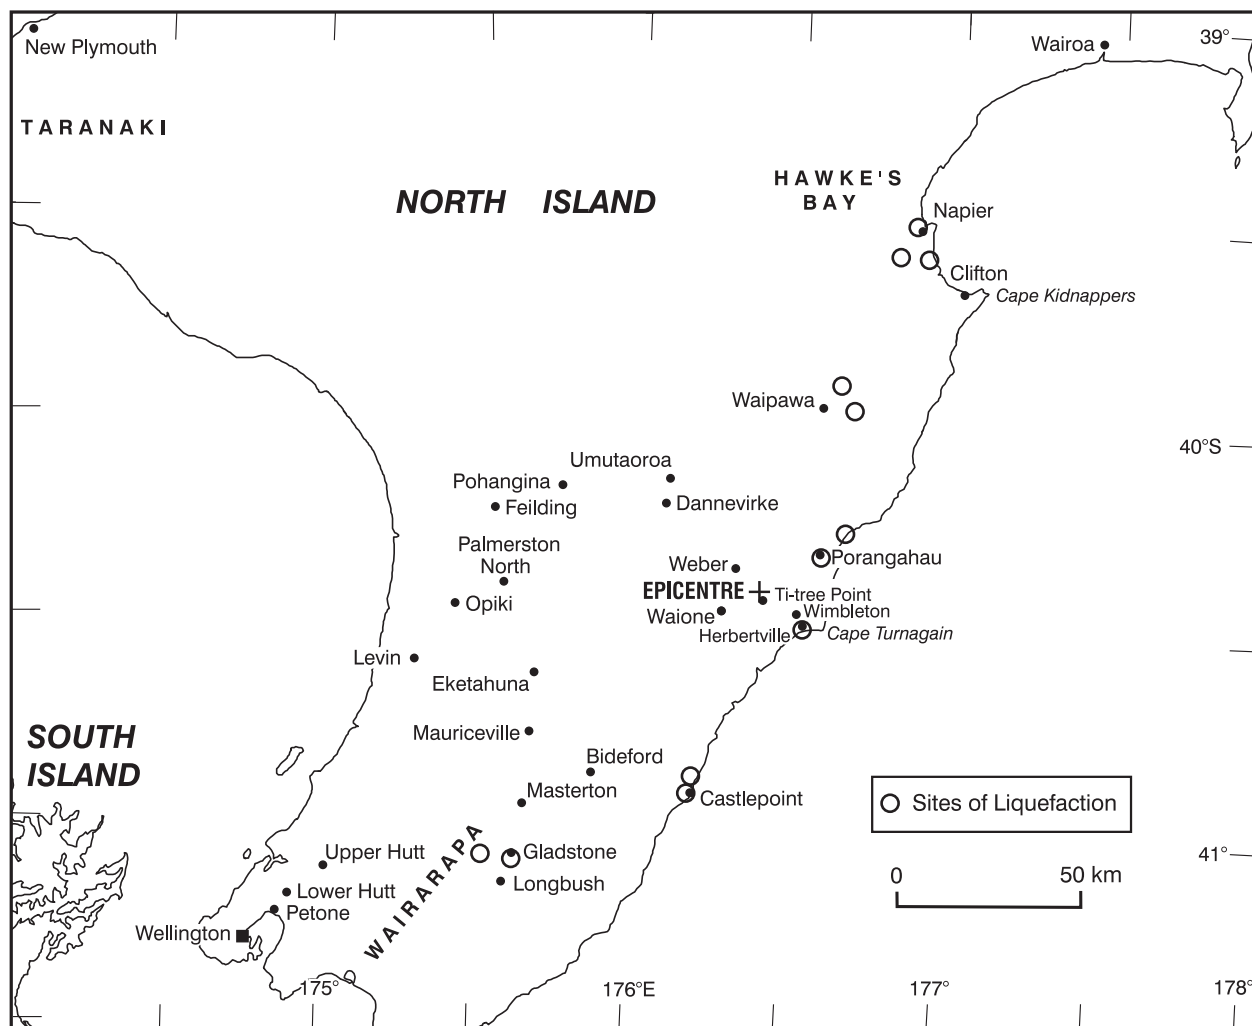 New Plymouth
Wairoa
39°
TARANAKI
HAWKE'S
BAY
NORTH ISLAND
Napier
Clifton
Cape Kidnappers
Waipawa
40°S
Umutaoroa
Pohangina
Feilding
Dannevirke
Palmerston
North
Porangahau
Weber
EPICENTRE
Ti-tree Point
Opiki
Waione
Wimbleton
Herbertville
Cape Turnagain
Levin
Eketahuna
SOUTH
ISLAND
Mauriceville
Bideford
Masterton
Castlepoint
Sites of Liquefaction
WAIRARAPA
Upper Hutt
Gladstone
41°
Lower Hutt
Longbush
0 50 km
Petone
Wellington
175°
176°E
177°
178°